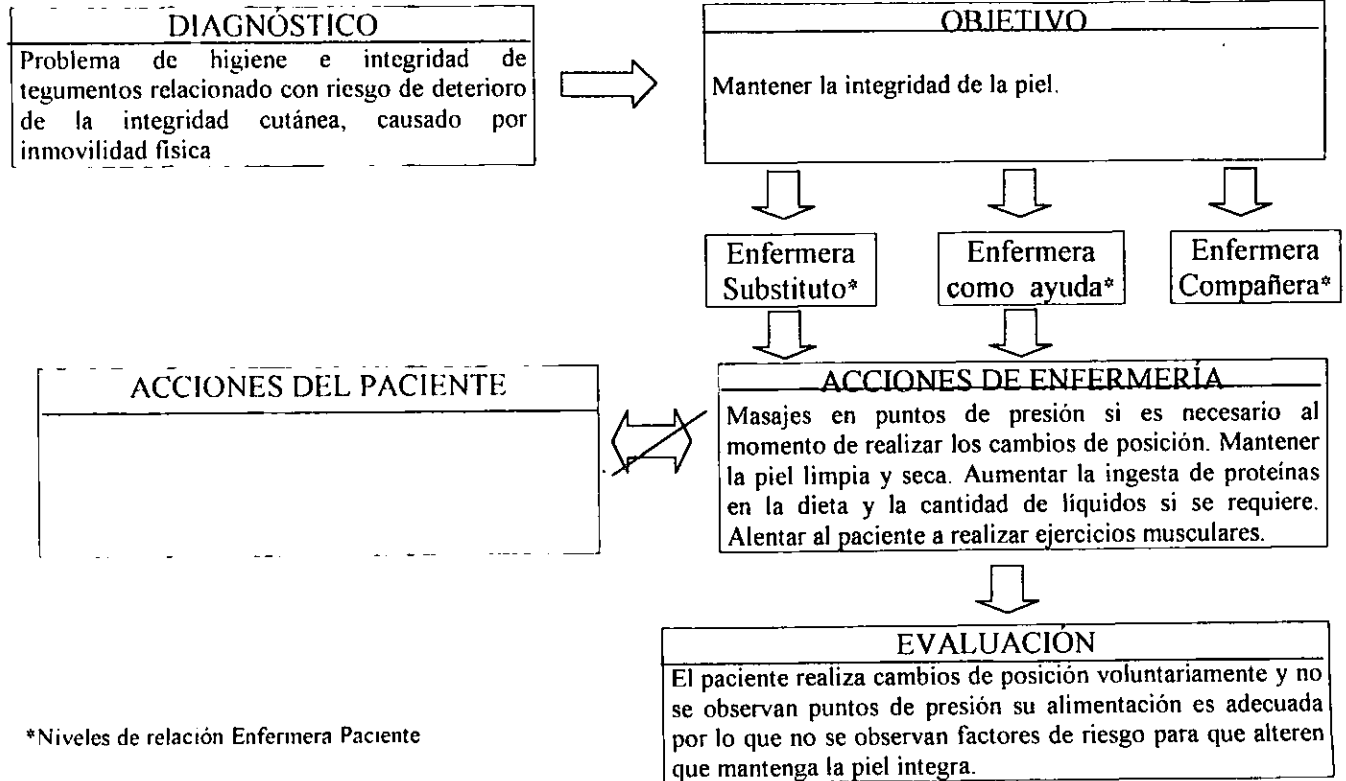 DIAGNÓSTICO
Problema de higiene e integridad de
tegumentos relacionado con riesgo de deterioro
de la integridad cutánea, causado por
inmovilidad fisica
OBJETIVO
Mantener la integridad de la piel.
Enfermera
Substituto*
Enfermera
como ayuda*
Enfermera
Compañera*
ACCIONES DEL PACIENTE
ACCIONES DE ENFERMERÍA
Masajes en puntos de presión si es necesario al
momento de realizar los cambios de posición. Mantener
la piel limpia y seca. Aumentar la ingesta de proteínas
en la dieta y la cantidad de líquidos si se requiere.
Alentar al paciente a realizar ejercicios musculares.
EVALUACIÓN
El paciente realiza cambios de posición voluntariamente y no
se observan puntos de presión su alimentación es adecuada
por lo que no se observan factores de riesgo para que alteren
que mantenga la piel integra.
*Niveles de relación Enfermera Paciente